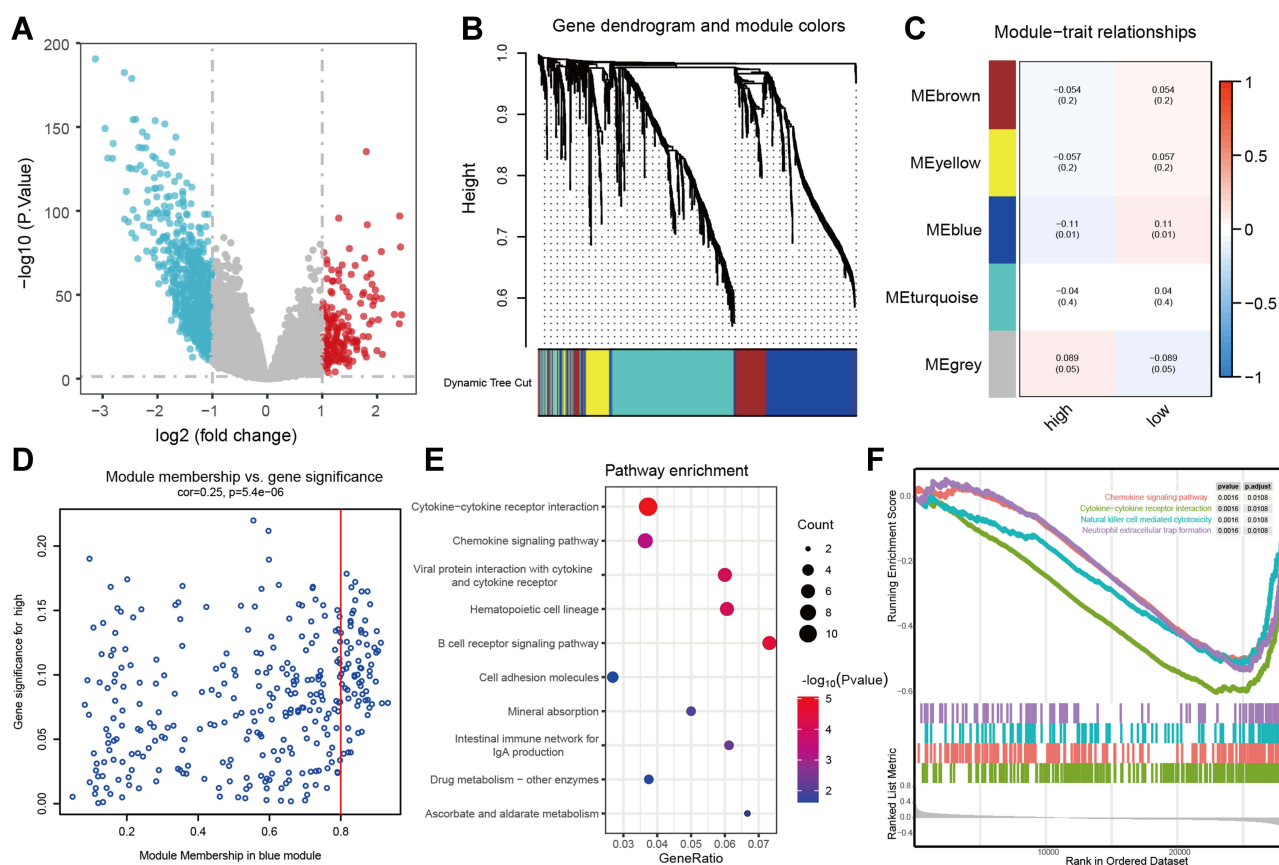 A
200
150
100
50
0
−log10 (P.Value)
−3
−2
−1
0
1
2
log2 (fold change)
B
Gene dendrogram and module colors
1.0
0.9
0.8
0.7
0.6
Height
Dynamic Tree Cut
C
Module−trait relationships
MEbrown
−0.054
(0.2)
0.054
(0.2)
MEyellow
−0.057
(0.2)
0.057
(0.2)
MEblue
−0.11
(0.01)
0.11
(0.01)
MEturquoise
−0.04
(0.4)
0.04
(0.4)
MEgrey
0.089
(0.05)
−0.089
(0.05)
high
low
1
0.5
0
−0.5
−1
D
Module membership vs. gene significance
cor=0.25, p=5.4e−06
0.20
0.15
0.10
0.05
0.00
Gene significance for high
0.2
0.4
0.6
0.8
Module Membership in blue module
E
Pathway enrichment
Cytokine−cytokine receptor interaction
Chemokine signaling pathway
Viral protein interaction with cytokine
and cytokine receptor
Hematopoietic cell lineage
B cell receptor signaling pathway
Cell adhesion molecules
Mineral absorption
Intestinal immune network for
IgA production
Drug metabolism − other enzymes
Ascorbate and aldarate metabolism
0.03
0.04
0.05
0.06
0.07
GeneRatio
Count
2
4
6
8
10
-log10(Pvalue)
5
4
3
2
F
pvalue p.adjust
Chemokine signaling pathway 0.0016 0.0108
Cytokine−cytokine receptor interaction 0.0016 0.0108
Natural killer cell mediated cytotoxicity 0.0016 0.0108
Neutrophil extracellular trap formation 0.0016 0.0108
0.0
−0.2
−0.4
−0.6
Running Enrichment Score
0.8
0.4
0.0
−0.4
Ranked List Metric
10000
20000
Rank in Ordered Dataset